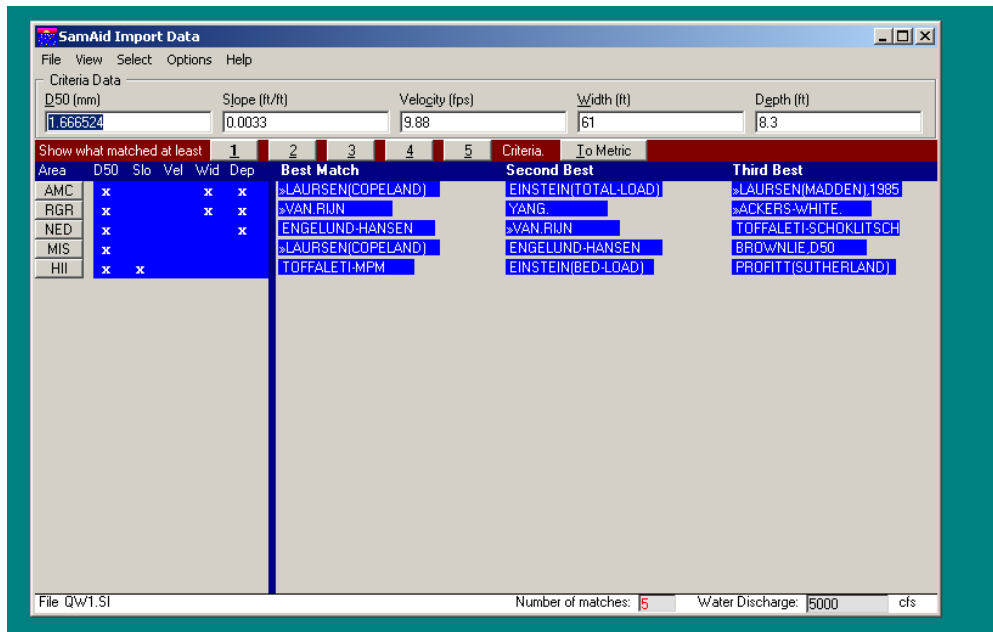 SamAid Import Data
File View Select Options Help
Criteria Data
D50 (mm) Slope (ft/ft) Velocity (fps) Width (ft) Depth (ft)
1.666524 0.0033 9.88 61 8.3
Show what matched at least 1 2 3 4 5 Criteria. To Metric
Area D50 Slo Vel Wid Dep Best Match Second Best Third Best
AMC x x x »LAURSEN(COPELAND) EINSTEIN(TOTAL-LOAD) »LAURSEN(MADDEN),1985
RGR x x x »VAN.RIJN YANG. »ACKERS-WHITE.
NED x x ENGELUND-HANSEN »VAN.RIJN TOFFALETI-SCHOKLITSCH
MIS x »LAURSEN(COPELAND) ENGELUND-HANSEN BROWNLIE,D50
HII x x TOFFALETI-MPM EINSTEIN(BED-LOAD) PROFITT(SUTHERLAND)
File QW1.SI Number of matches: 5 Water Discharge: 5000 cfs